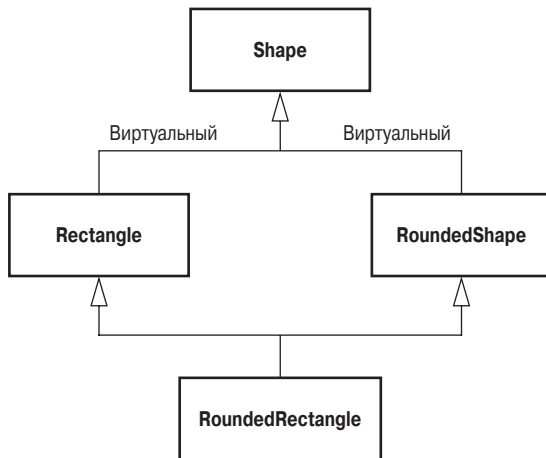 Shape
Виртуальный Виртуальный
Rectangle RoundedShape
RoundedRectangle